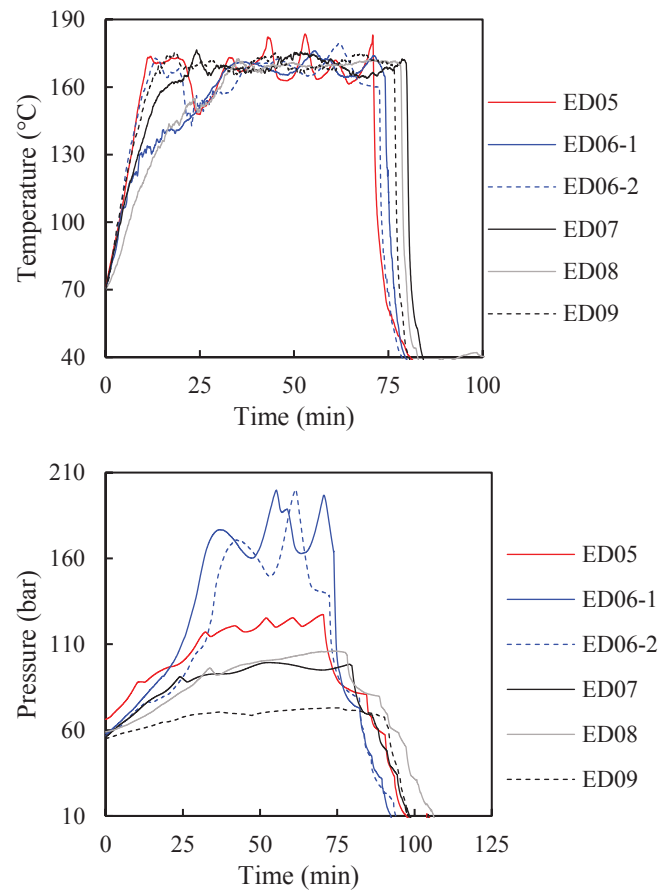 190
160
130
100
70
40
Temperature (°C)
0
25
50
75
100
Time (min)
ED05
ED06-1
ED06-2
ED07
ED08
ED09
210
160
110
60
10
Pressure (bar)
0
25
50
75
100
125
Time (min)
ED05
ED06-1
ED06-2
ED07
ED08
ED09